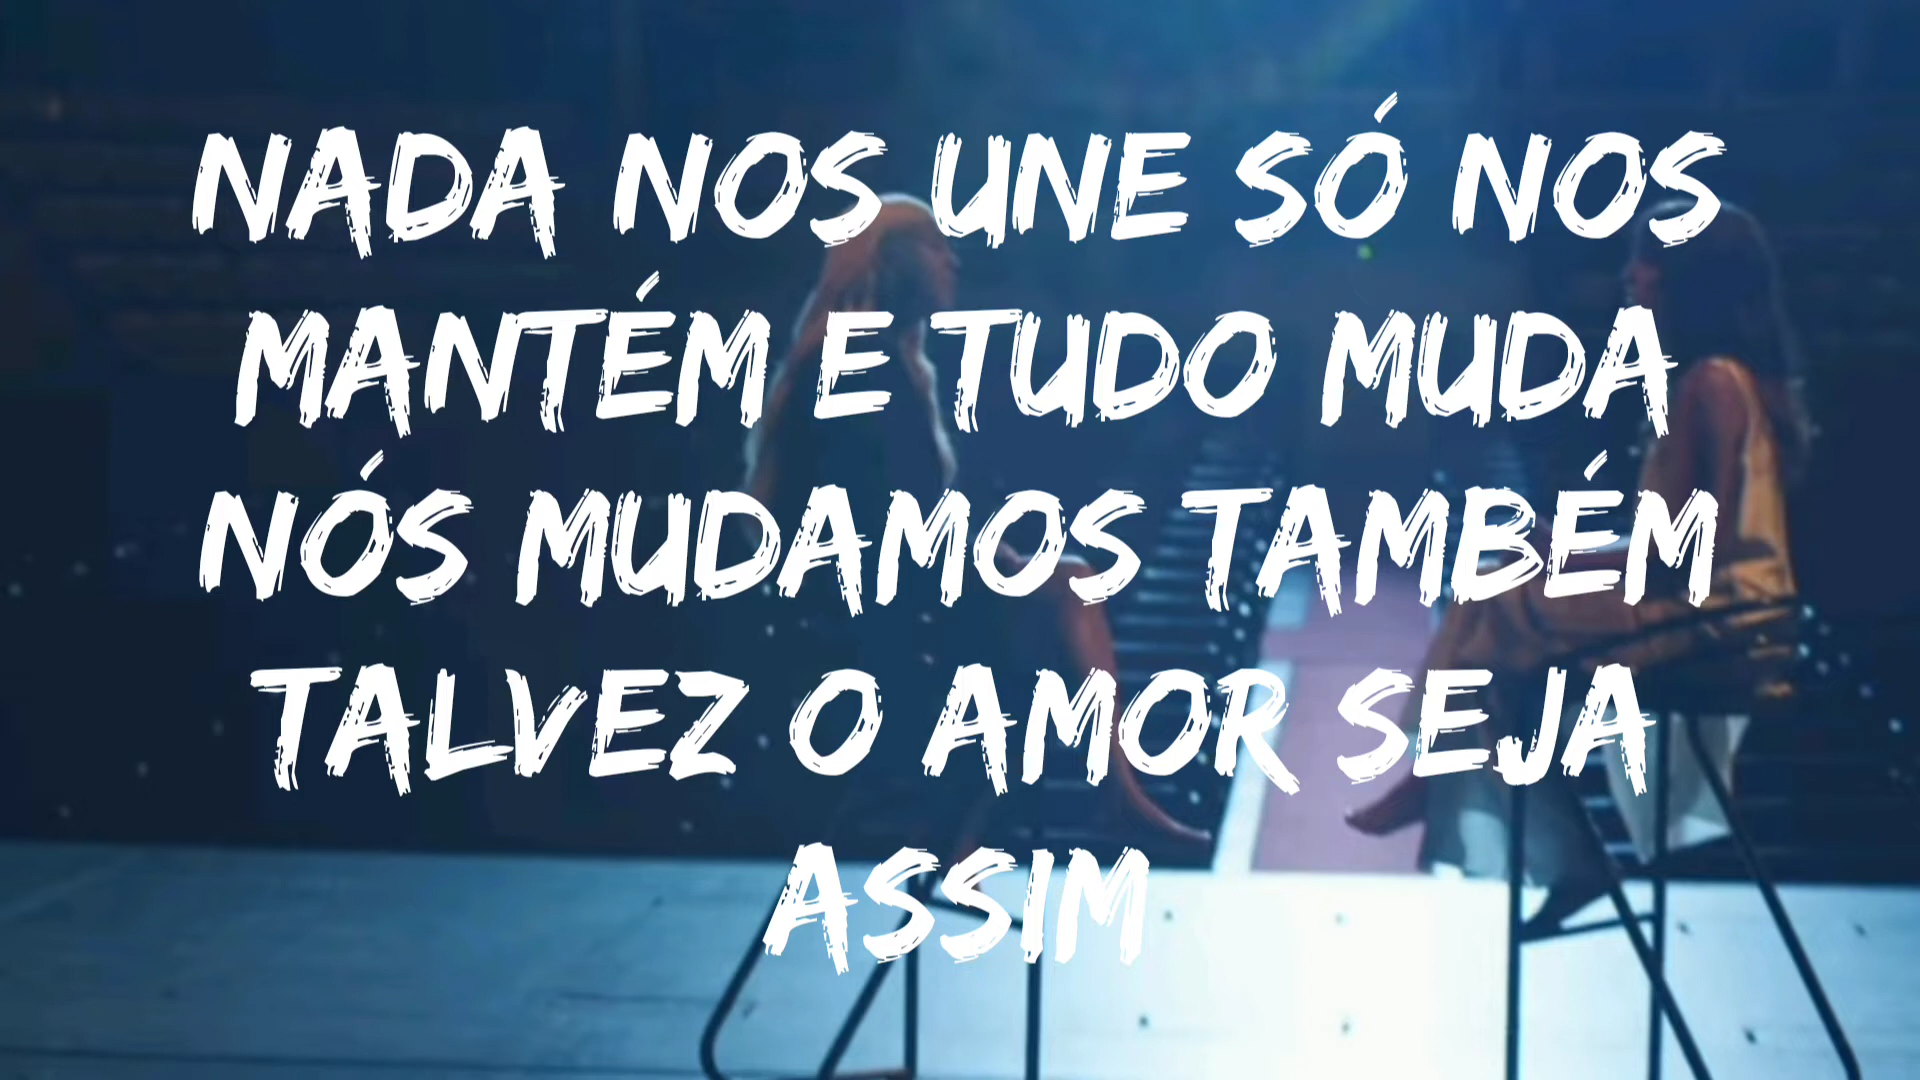 NADA NOS UNE SÓ NOS
MANTÉM E TUDO MUDA
NÓS MUDAMOS TAMBÉM
TALVEZ O AMOR SEJA
ASSIM